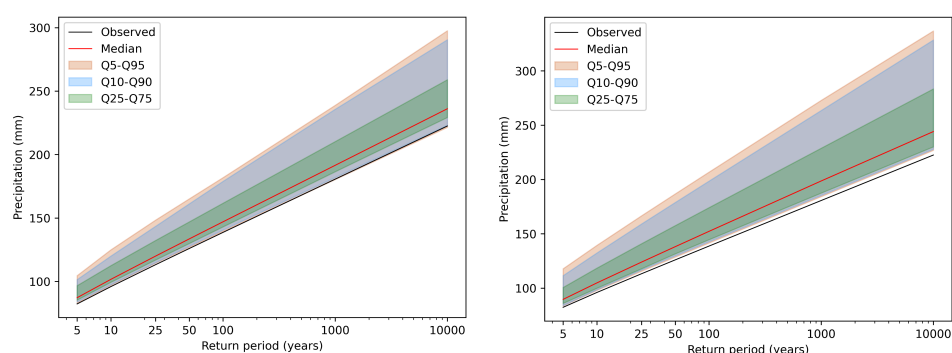 300
250
200
150
100
Precipitation (mm)
Observed
Median
Q5-Q95
Q10-Q90
Q25-Q75
5 10 25 50 100 1000 10000
Return period (years)
350
300
250
200
150
100
Precipitation (mm)
Observed
Median
Q5-Q95
Q10-Q90
Q25-Q75
5 10 25 50 100 1000 10000
Return period (years)